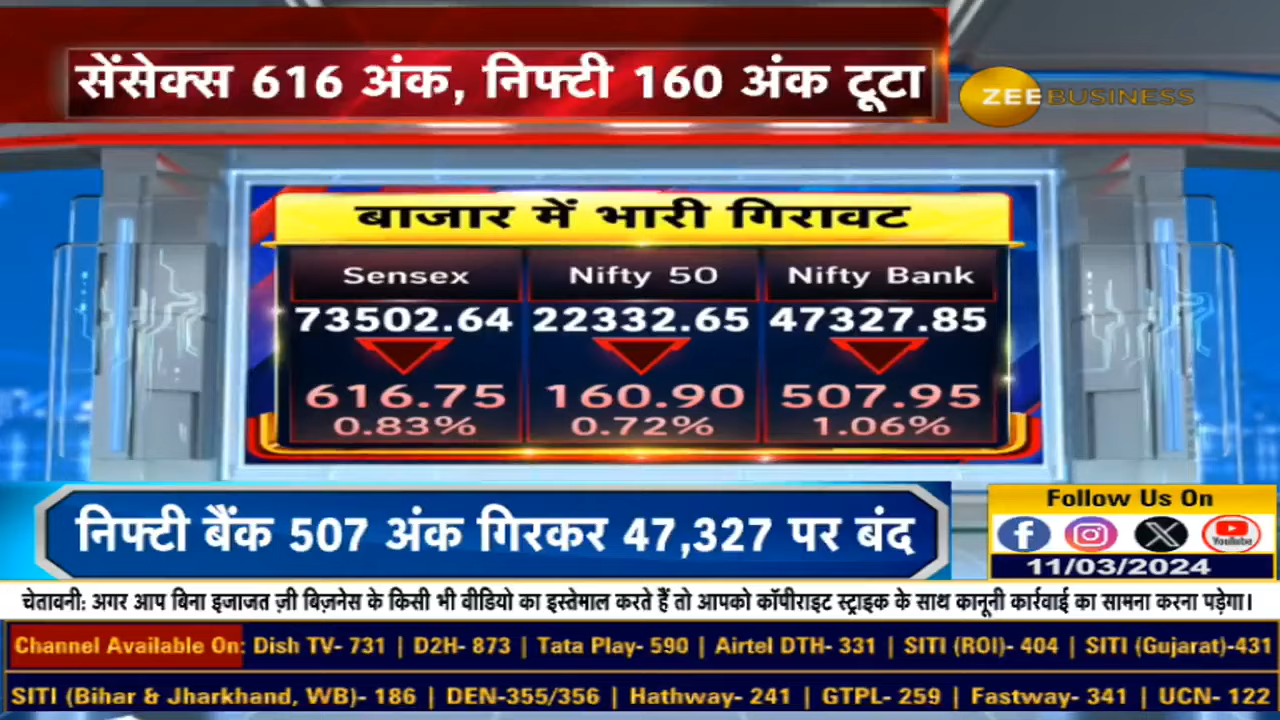 सेंसेक्स 616 अंक, निफ्टी 160 अंक टूटा
ZEE BUSINESS
बाजार में भारी गिरावट
Sensex Nifty 50 Nifty Bank
73502.64 22332.65 47327.85
616.75 160.90 507.95
0.83% 0.72% 1.06%
निफ्टी बैंक 507 अंक गिरकर 47,327 पर बंद
Follow Us On
YouTube
11/03/2024
चेतावनी: अगर आप बिना इजाजत ज़ी बिज़नेस के किसी भी वीडियो का इस्तेमाल करते हैं तो आपको कॉपीराइट स्ट्राइक के साथ कानूनी कार्रवाई का सामना करना पड़ेगा।
Channel Available On: Dish TV- 731 | D2H- 873 | Tata Play- 590 | Airtel DTH- 331 | SITI (ROI)- 404 | SITI (Gujarat)-431
SITI (Bihar & Jharkhand, WB)- 186 | DEN-355/356 | Hathway- 241 | GTPL- 259 | Fastway- 341 | UCN- 122